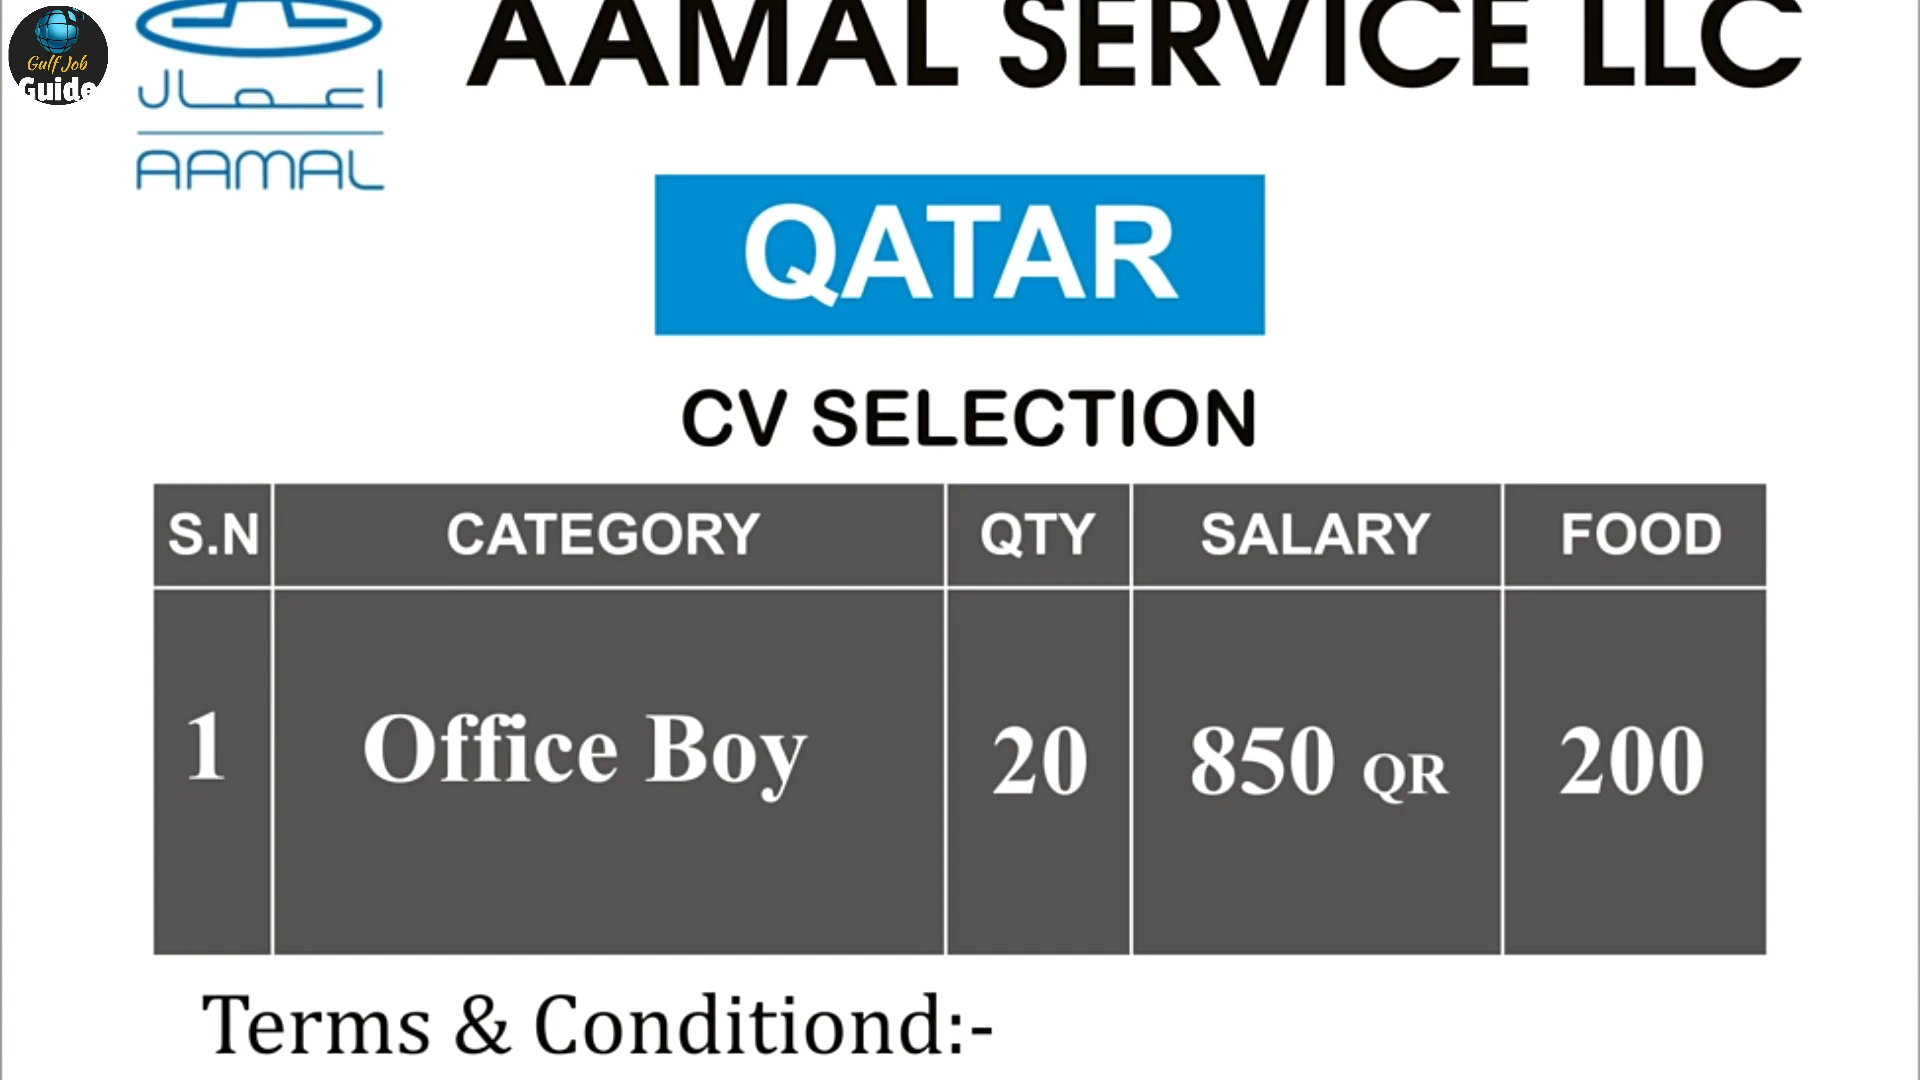 Gulf Job
Guide
اعمال
AAMAL
AAMAL SERVICE LLC
QATAR
CV SELECTION
S.N CATEGORY QTY SALARY FOOD
1 Office Boy 20 850 QR 200
Terms & Conditiond:-